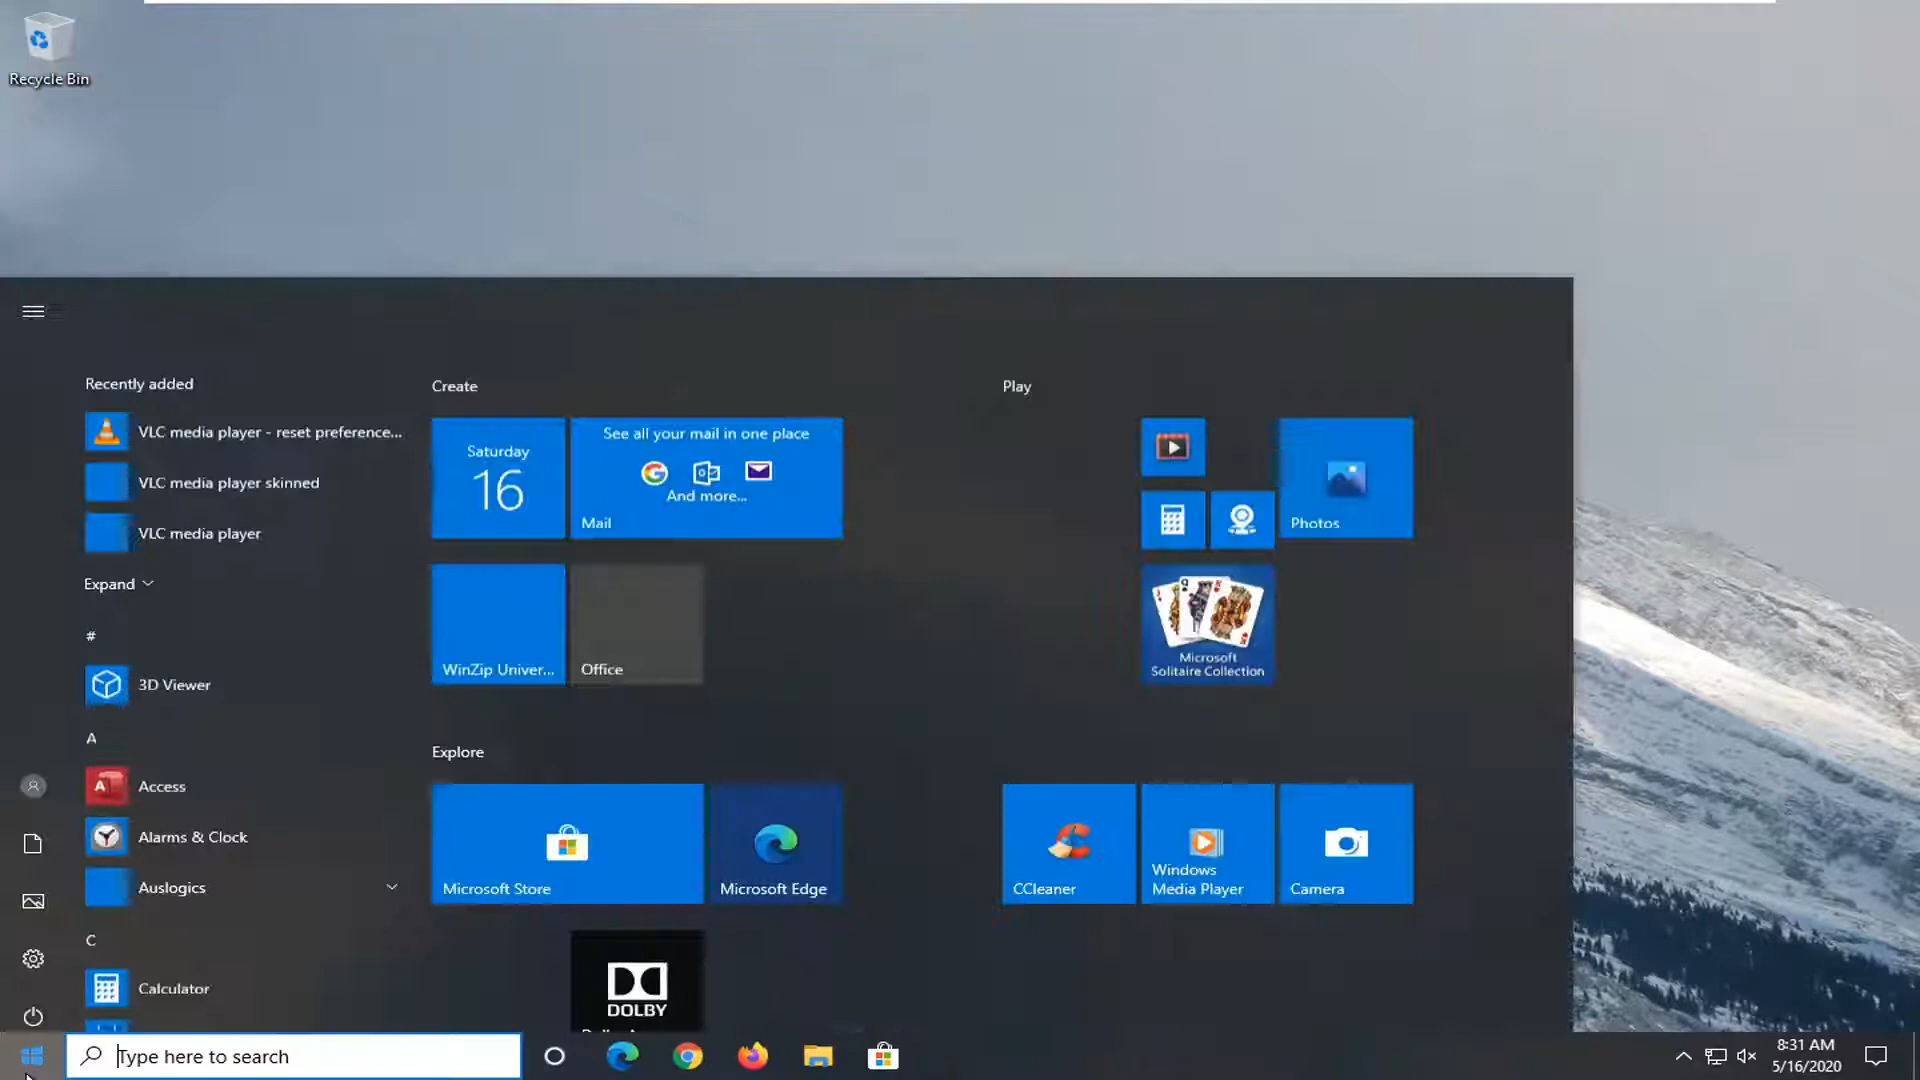 Recycle Bin
Recently added
VLC media player - reset preference...
VLC media player skinned
VLC media player
Expand
#
3D Viewer
A
Access
Alarms & Clock
Auslogics
C
Calculator
Create
Saturday
16
See all your mail in one place
And more...
Mail
WinZip Univer...
Office
Explore
Microsoft Store
Microsoft Edge
DOLBY
Play
Photos
Microsoft
Solitaire Collection
CCleaner
Windows
Media Player
Camera
Type here to search
8:31 AM
5/16/2020